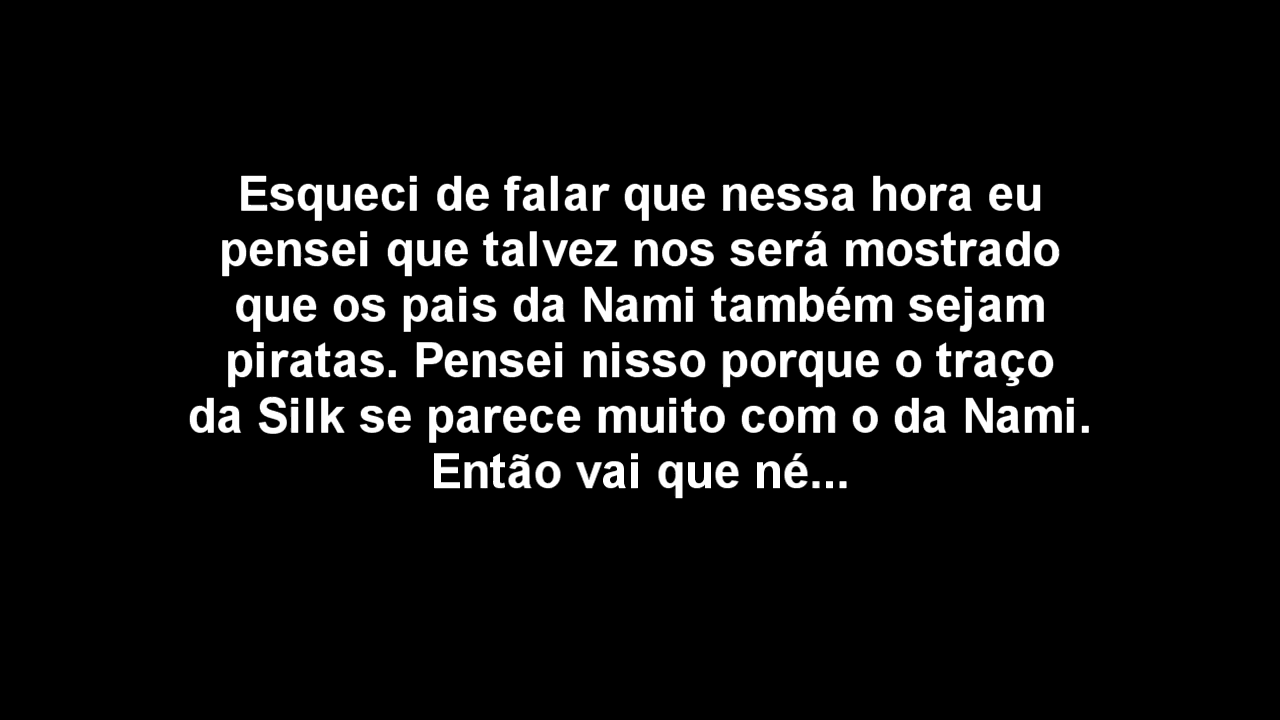 Esqueci de falar que nessa hora eu
pensei que talvez nos será mostrado
que os pais da Nami também sejam
piratas. Pensei nisso porque o traço
da Silk se parece muito com o da Nami.
Então vai que né...